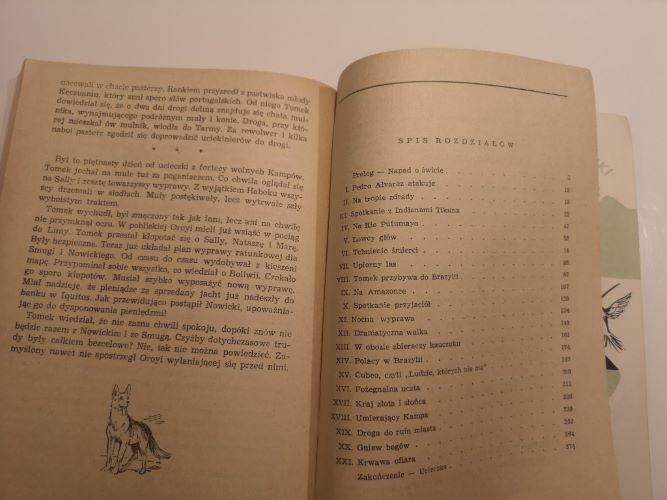 nocowali w chacie pasterzy. Rankiem przyszedł z pastwiska młody
Keczuanin, który znał sporo słów portugalskich. Od niego Tomek
dowiedział się, że o dwa dni drogi doliną znajduje się chata mul-
nika, wynajmującego podróżnym muły i konie. Droga, przy któ-
rej mieszkał ów mulnik, wiodła do Tarmy. Za rewolwer i kilka
naboi pasterz zgodził się doprowadzić uciekinierów do drogi.
* * *
Był to piętnasty dzień od ucieczki z fortecy wolnych Kampów.
Tomek jechał na mule tuż za poganiaczem. Co chwila oglądał się
na Sally i resztę towarzyszy wyprawy. Z wyjątkiem Haboku wszy-
scy drzemali w siodłach. Muły postękiwały, lecz wytrwale szły
wyboistym traktem.
Tomek wychudł, był zmęczony tak jak inni, lecz ani na chwilę
nie przymknął oczu. W pobliskiej Oroyi mieli już wsiąść w pociąg
do Limy. Tomek przestał kłopotać się o Sally, Nataszę i Marę.
Były bezpieczne. Teraz już układał plan wyprawy ratunkowej dla
Smugi i Nowickiego. Od czasu do czasu wydobywał z kieszeni
mapę. Przypominał sobie wszystko, co wiedział o Boliwii. Czekało
go sporo kłopotów. Musiał szybko wyposażyć nową wyprawę.
Miał nadzieję, że pieniądze za sprzedany jacht już nadeszły do
banku w Iquitos. Jak przewidująco postąpił Nowicki, upoważnia-
jąc go do dysponowania pieniędzmi!
Tomek wiedział, że nie zazna chwili spokoju, dopóki znów nie
będzie razem z Nowickim i ze Smugą. Czyżby dotychczasowe tru-
dy były całkiem bezcelowe? Nie, tak nie można powiedzieć. Za-
myślony nawet nie spostrzegł Oroyi wyłaniającej się przed nimi.
SPIS ROZDZIAŁÓW
Prolog — Napad o świcie 5
I. Pedro Alvarez atakuje
II. Na tropie zdrady
III. Spotkanie z Indianami Tikuna
IV. Na Rio Putumayo
V. Łowcy głów
VI. Tchnienie śmierci
VII. Upiorny las
VIII. Tomek przybywa do Brazylii
IX. Na Amazonce
X. Spotkanie przyjaciół
XI. Nocna wyprawa
XII. Dramatyczna walka
XIII. W obozie zbieraczy kauczuku
XIV. Polacy w Brazylii
XV. Cubeo, czyli „Ludzie, których nie ma"
XVI. Pożegnalna uczta 211
XVII. Kraj złota i słońca
XVIII. Umierający Kampa
XIX. Droga do ruin miasta
XX. Gniew bogów
XXI. Krwawa ofiara
Zakończenie — Ucieczka